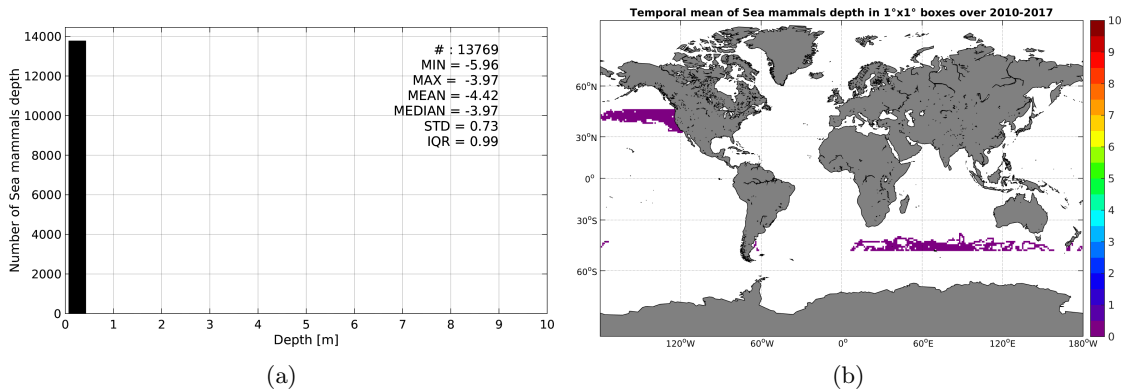 14000
12000
10000
8000
6000
4000
2000
0
Number of Sea mammals depth
# : 13769
MIN = -5.96
MAX = -3.97
MEAN = -4.42
MEDIAN = -3.97
STD = 0.73
IQR = 0.99
0 1 2 3 4 5 6 7 8 9 10
Depth [m]
(a)
Temporal mean of Sea mammals depth in 1°x1° boxes over 2010-2017
60°N
30°N
0°
30°S
60°S
120°W 60°W 0° 60°E 120°E 180°W
10
9
8
7
6
5
4
3
2
1
0
(b)